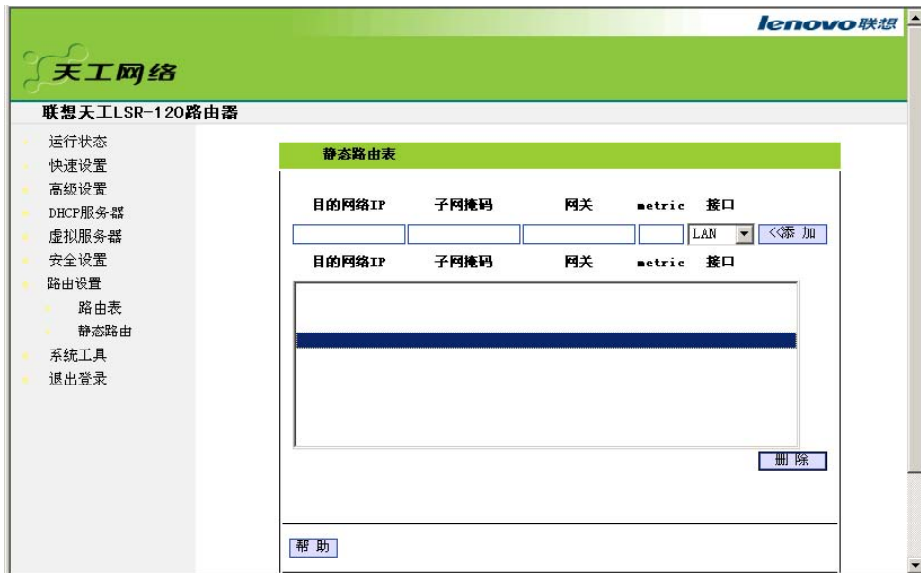 lenovo联想
天工网络
联想天工LSR-120路由器
运行状态
快速设置
高级设置
DHCP服务器
虚拟服务器
安全设置
路由设置
路由表
静态路由
系统工具
退出登录
静态路由表
目的网络IP 子网掩码 网关 metric 接口
LAN <<添 加
目的网络IP 子网掩码 网关 metric 接口
删 除
帮 助